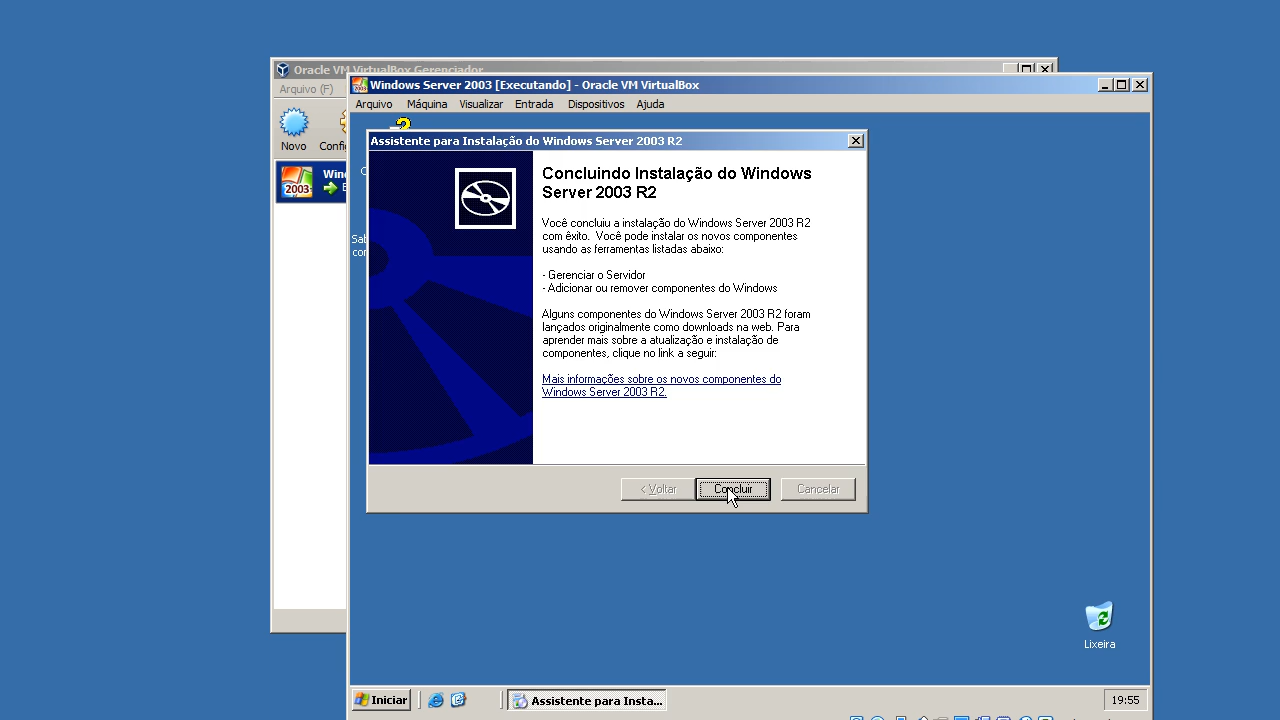 Oracle VM VirtualBox Gerenciador
Arquivo (F)
Novo
2003
Windows Server 2003 [Executando] - Oracle VM VirtualBox
Arquivo Máquina Visualizar Entrada Dispositivos Ajuda
Assistente para Instalação do Windows Server 2003 R2
Concluindo Instalação do Windows
Server 2003 R2
Você concluiu a instalação do Windows Server 2003 R2
com êxito. Você pode instalar os novos componentes
usando as ferramentas listadas abaixo:
- Gerenciar o Servidor
- Adicionar ou remover componentes do Windows
Alguns componentes do Windows Server 2003 R2 foram
lançados originalmente como downloads na web. Para
aprender mais sobre a atualização e instalação de
componentes, clique no link a seguir:
Mais informações sobre os novos componentes do
Windows Server 2003 R2.
< Voltar Concluir Cancelar
Lixeira
Iniciar
Assistente para Insta...
19:55